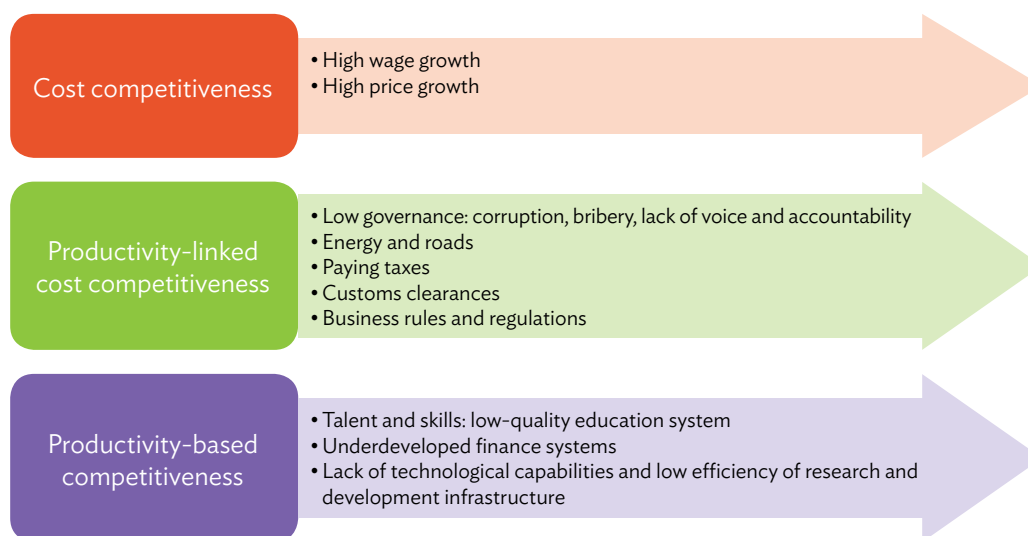 Cost competitiveness
• High wage growth
• High price growth
Productivity-linked
cost competitiveness
• Low governance: corruption, bribery, lack of voice and accountability
• Energy and roads
• Paying taxes
• Customs clearances
• Business rules and regulations
Productivity-based
competitiveness
• Talent and skills: low-quality education system
• Underdeveloped finance systems
• Lack of technological capabilities and low efficiency of research and
development infrastructure